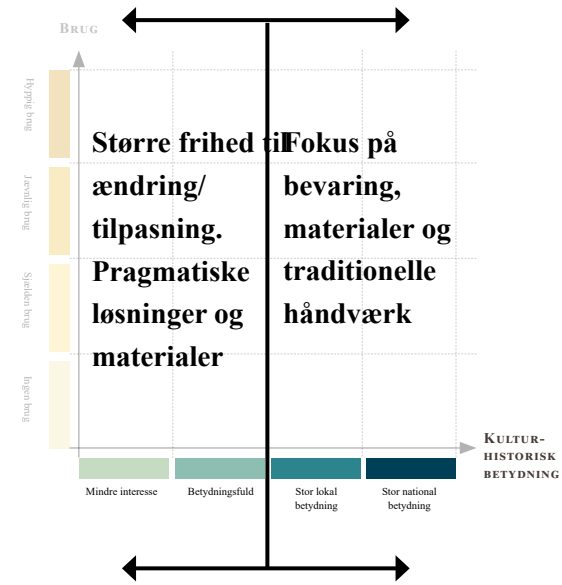 BRUG
Hyppig brug
Jævnlig brug
Sjælden brug
Ingen brug
Større frihed til
ændring/
tilpasning.
Pragmatiske
løsninger og
materialer
Fokus på
bevaring,
materialer og
traditionelle
håndværk
KULTUR-
HISTORISK
BETYDNING
Mindre interesse
Betydningsfuld
Stor lokal
betydning
Stor national
betydning